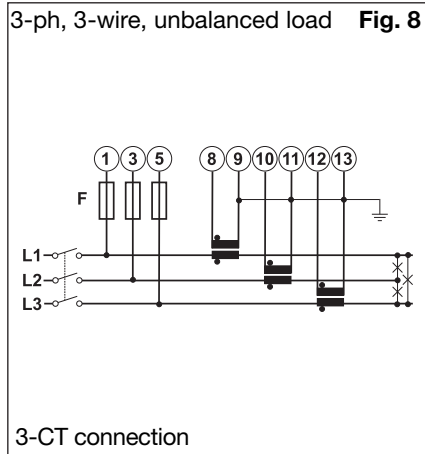 3-ph, 3-wire, unbalanced load Fig. 8
1 3 5 8 9 10 11 12 13
F
L1
L2
L3
3-CT connection